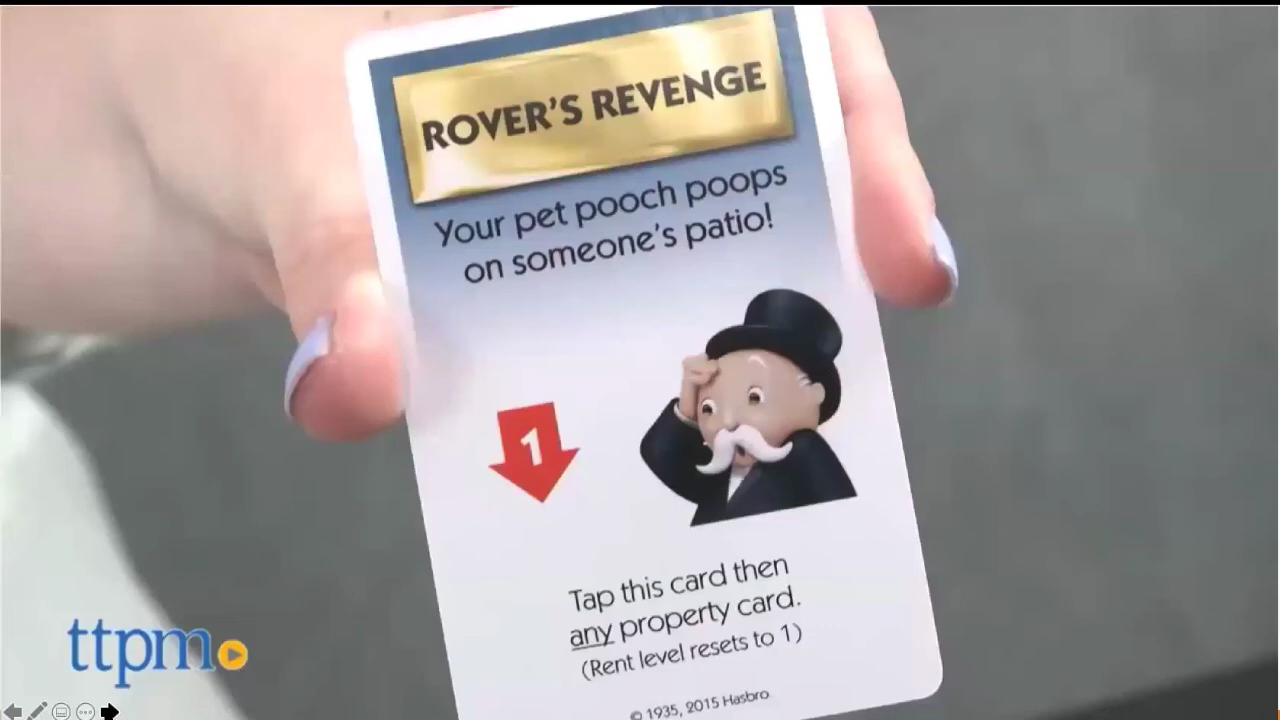 ROVER'S REVENGE
Your pet pooch poops
on someone's patio!
1
Tap this card then
any property card.
(Rent level resets to 1)
© 1935, 2015 Hasbro
ttpm